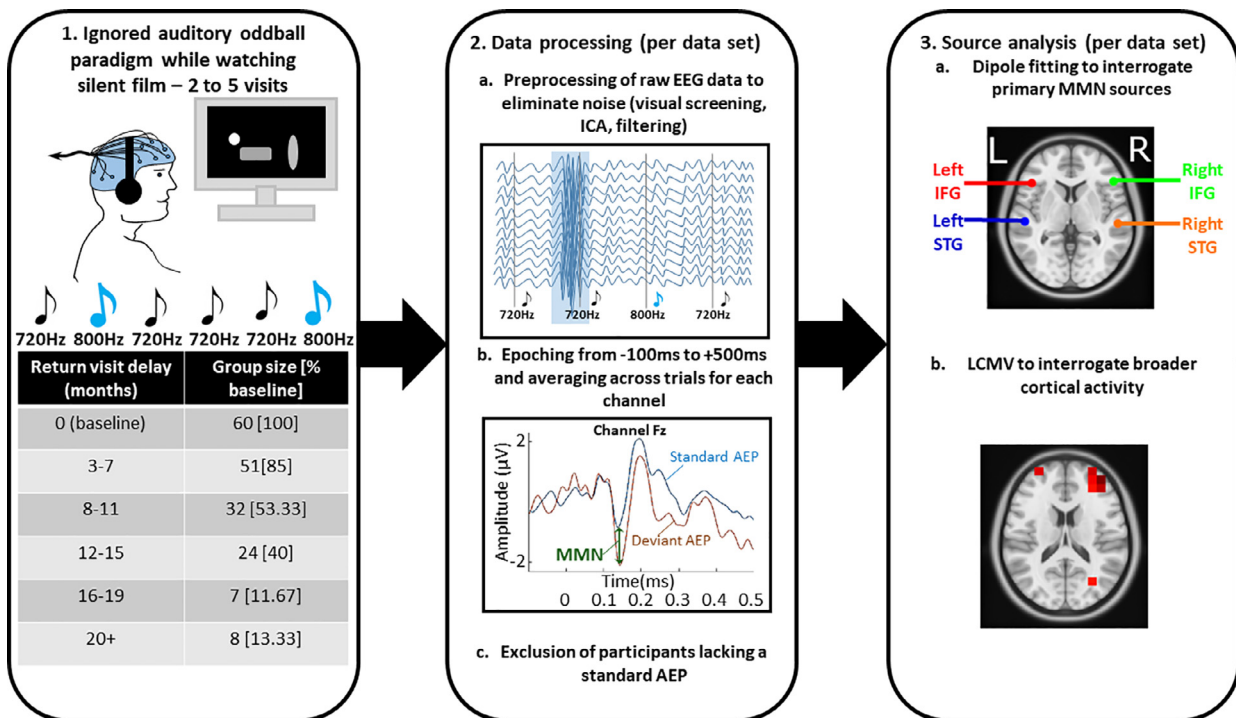 1. Ignored auditory oddball
paradigm while watching
silent film – 2 to 5 visits
720Hz 800Hz 720Hz 720Hz 720Hz 800Hz
Return visit delay (months) Group size [% baseline]
0 (baseline) 60 [100]
3-7 51[85]
8-11 32 [53.33]
12-15 24 [40]
16-19 7 [11.67]
20+ 8 [13.33]
2. Data processing (per data set)
a. Preprocessing of raw EEG data to
eliminate noise (visual screening,
ICA, filtering)
720Hz 720Hz 800Hz 720Hz
b. Epoching from -100ms to +500ms
and averaging across trials for each
channel
Channel Fz
2
Amplitude (µV)
-2
Standard AEP
Deviant AEP
MMN
Time(ms)
0 0.1 0.2 0.3 0.4 0.5
c. Exclusion of participants lacking a
standard AEP
3. Source analysis (per data set)
a. Dipole fitting to interrogate
primary MMN sources
L R
Left
IFG
Right
IFG
Left
STG
Right
STG
b. LCMV to interrogate broader
cortical activity